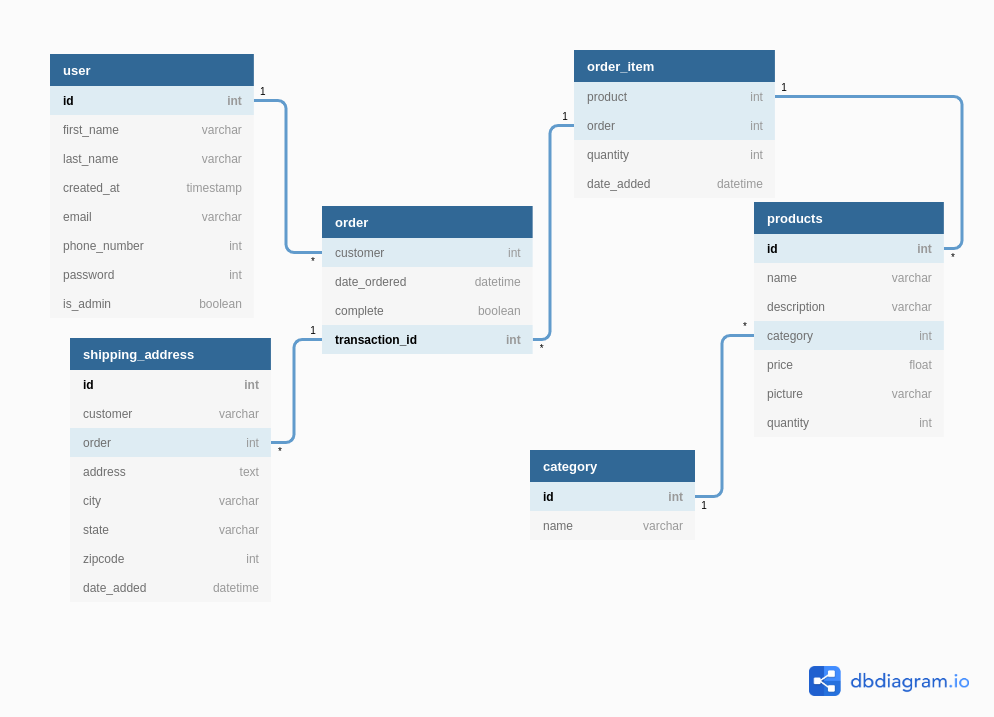 user
id int
first_name varchar
last_name varchar
created_at timestamp
email varchar
phone_number int
password int
is_admin boolean
1
*
order
customer int
date_ordered datetime
complete boolean
transaction_id int
1
*
shipping_address
id int
customer varchar
order int
address text
city varchar
state varchar
zipcode int
date_added datetime
*
1
order_item
product int
order int
quantity int
date_added datetime
1
*
products
id int
name varchar
description varchar
category int
price float
picture varchar
quantity int
*
category
id int
name varchar
1
dbdiagram.io